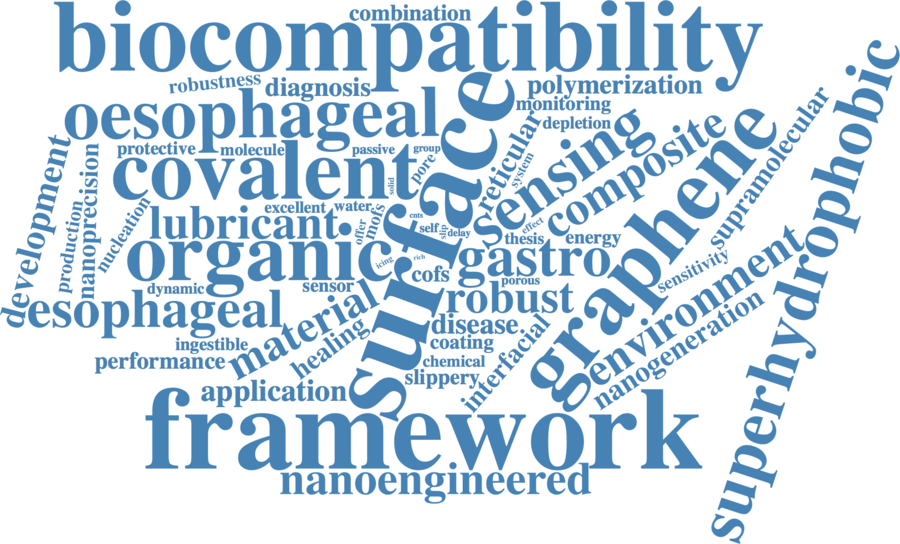 combination
biocompatibility
robustness
diagnosis
polymerization
oesophageal
surface
monitoring
depletion
superhydrophobic
protective
molecule
passive
group
pore
reticular
system
sensing
composite
supramolecular
development
nanoprecision
covalent
solid
graphene
production
nucleation
lubricant
excellent
water
offer
mofs
cnts
self
slip
delay
thesis
effect
energy
organic
icing
rich
cofs
gastro
sensitivity
porous
dynamic
sensor
esophageal
material
robust
environment
nanogeneration
ingestible
healing
disease
coating
interfacial
performance
chemical
slippery
application
framework
nanoengineered